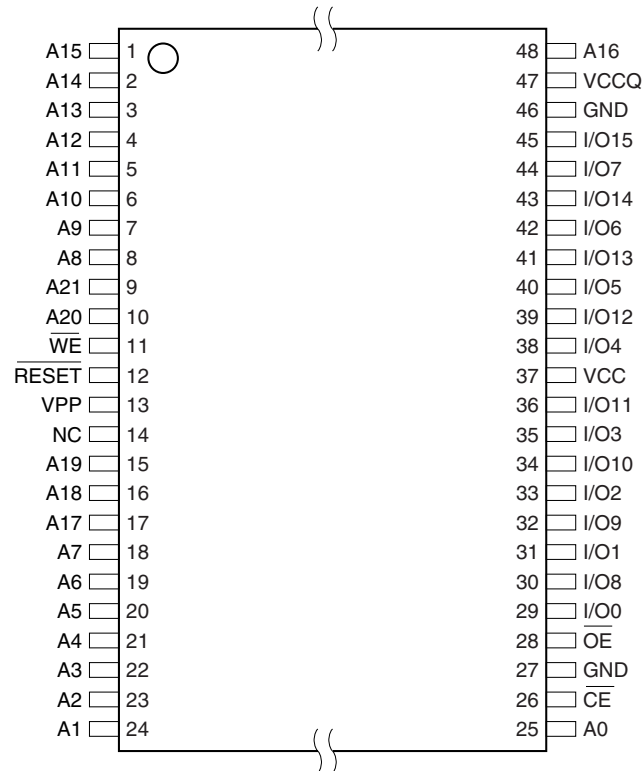 A15 1 48 A16
A14 2 47 VCCQ
A13 3 46 GND
A12 4 45 I/O15
A11 5 44 I/O7
A10 6 43 I/O14
A9 7 42 I/O6
A8 8 41 I/O13
A21 9 40 I/O5
A20 10 39 I/O12
W̅E̅ 11 38 I/O4
R̅E̅S̅E̅T̅ 12 37 VCC
VPP 13 36 I/O11
NC 14 35 I/O3
A19 15 34 I/O10
A18 16 33 I/O2
A17 17 32 I/O9
A7 18 31 I/O1
A6 19 30 I/O8
A5 20 29 I/O0
A4 21 28 O̅E̅
A3 22 27 GND
A2 23 26 C̅E̅
A1 24 25 A0